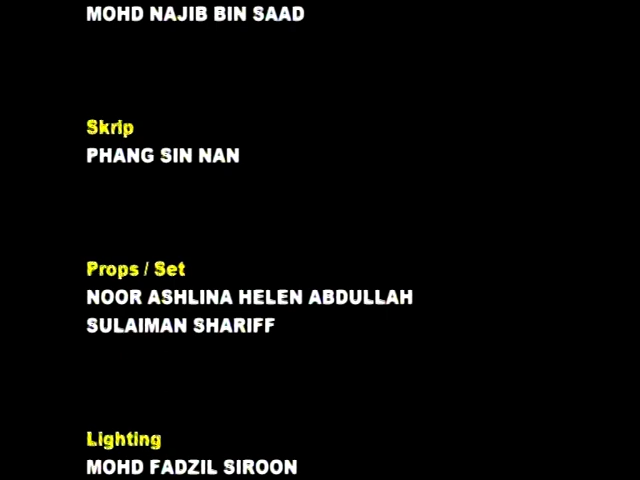 MOHD NAJIB BIN SAAD
Skrip
PHANG SIN NAN
Props / Set
NOOR ASHLINA HELEN ABDULLAH
SULAIMAN SHARIFF
Lighting
MOHD FADZIL SIROON